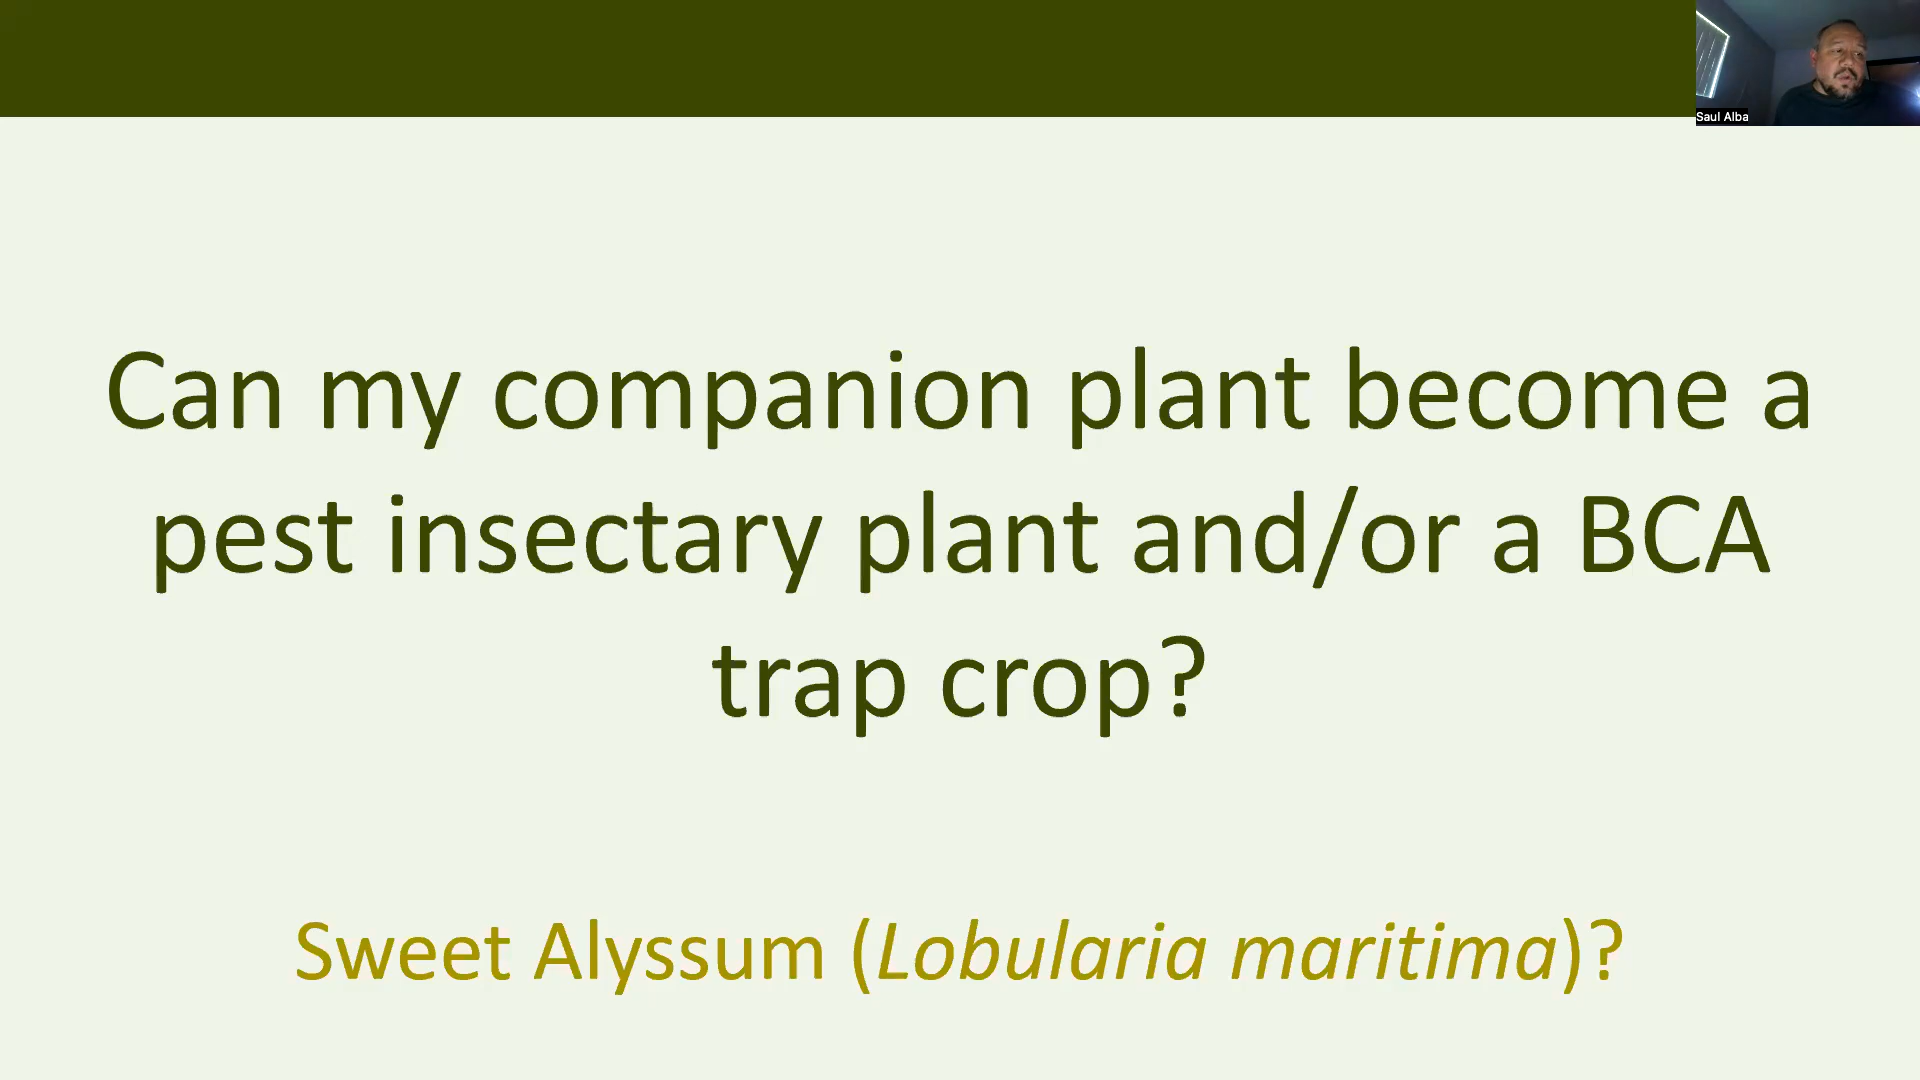 Saul Alba
Can my companion plant become a
pest insectary plant and/or a BCA
trap crop?
Sweet Alyssum (Lobularia maritima)?